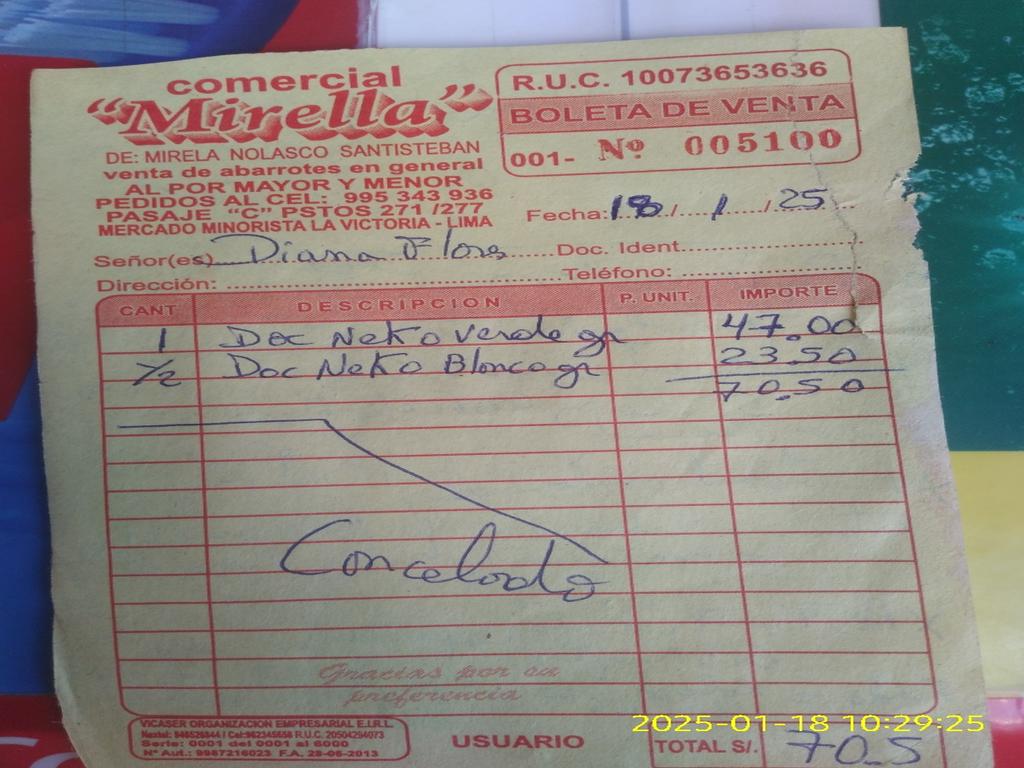 comercial
"Mirella"
DE: MIRELA NOLASCO SANTISTEBAN
venta de abarrotes en general
AL POR MAYOR Y MENOR
PEDIDOS AL CEL: 995 343 936
PASAJE "C" PSTOS 271 /277
MERCADO MINORISTA LA VICTORIA - LIMA
R.U.C. 10073653636
BOLETA DE VENTA
001- Nº 005100
Fecha: 18 / 1 / 25
Señor(es) Diana Flores Doc. Ident.
Dirección: Teléfono:
CANT DESCRIPCION P. UNIT. IMPORTE
1 Doc Neko verde gr 47.00
1/2 Doc Neko Blanco gr 23.50
70.50
Cancelado
Gracias por su
preferencia
VICASER ORGANIZACION EMPRESARIAL E.I.R.L.
R.U.C. 20504294073
Serie: 0001 del 0001 al 6000
Nº Aut.: 9987216023 F.A. 28-06-2013
USUARIO
TOTAL S/. 70.5
2025-01-18 10:29:25